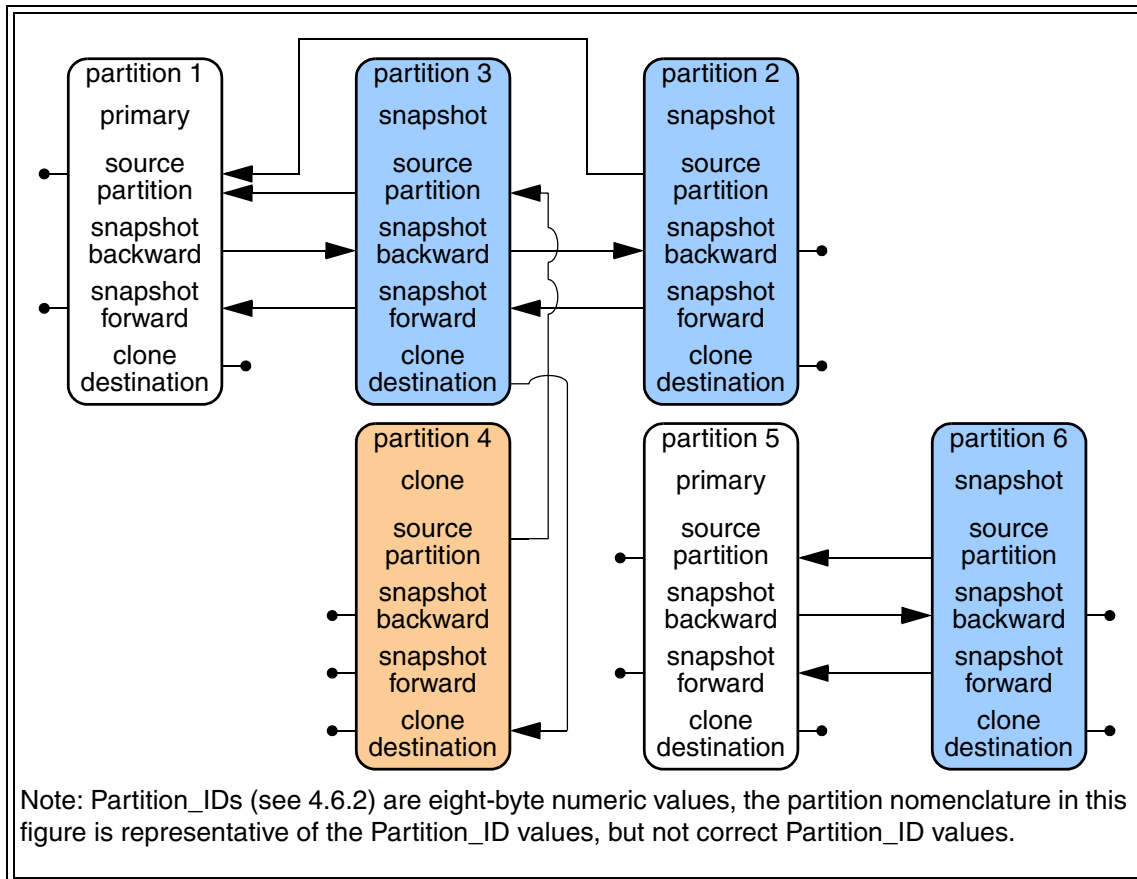 partition 1
primary
source
partition
snapshot
backward
snapshot
forward
clone
destination
partition 3
snapshot
source
partition
snapshot
backward
snapshot
forward
clone
destination
partition 2
snapshot
source
partition
snapshot
backward
snapshot
forward
clone
destination
partition 4
clone
source
partition
snapshot
backward
snapshot
forward
clone
destination
partition 5
primary
source
partition
snapshot
backward
snapshot
forward
clone
destination
partition 6
snapshot
source
partition
snapshot
backward
snapshot
forward
clone
destination
Note: Partition_IDs (see 4.6.2) are eight-byte numeric values, the partition nomenclature in this
figure is representative of the Partition_ID values, but not correct Partition_ID values.